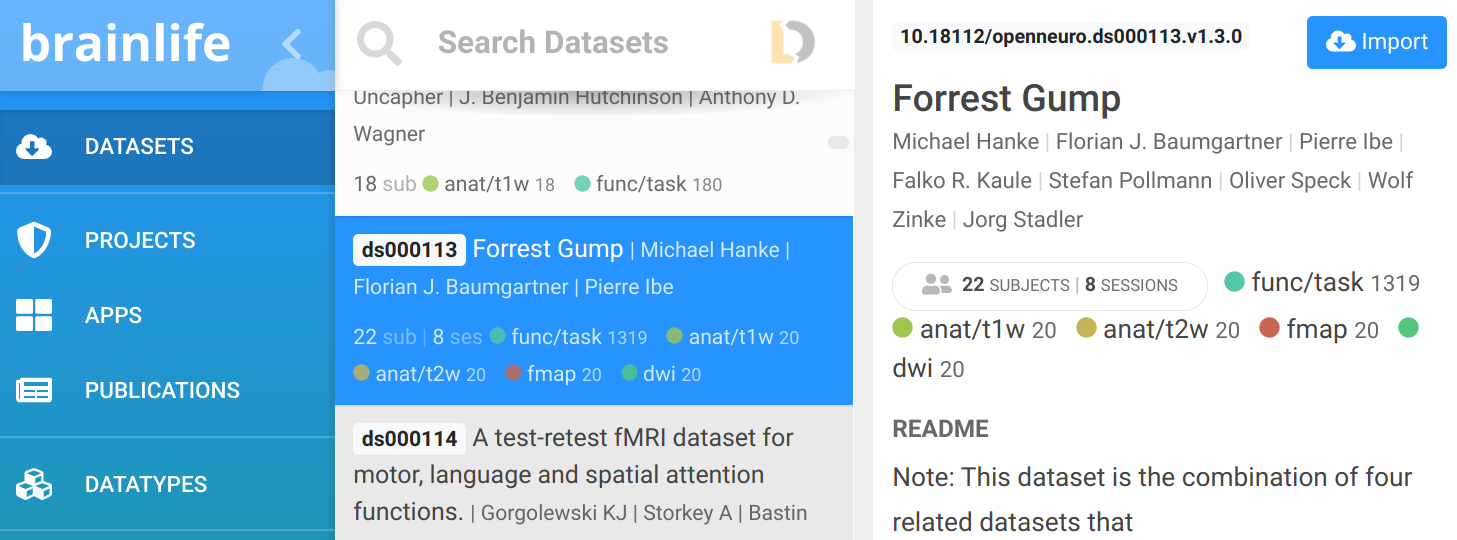 brainlife
DATASETS
PROJECTS
APPS
PUBLICATIONS
DATATYPES
Search Datasets
Uncapher | J. Benjamin Hutchinson | Anthony D.
Wagner
18 sub anat/t1w 18 func/task 180
ds000113 Forrest Gump | Michael Hanke |
Florian J. Baumgartner | Pierre Ibe
22 sub | 8 ses func/task 1319 anat/t1w 20
anat/t2w 20 fmap 20 dwi 20
ds000114 A test-retest fMRI dataset for
motor, language and spatial attention
functions. | Gorgolewski KJ | Storkey A | Bastin
10.18112/openneuro.ds000113.v1.3.0
Import
Forrest Gump
Michael Hanke | Florian J. Baumgartner | Pierre Ibe |
Falko R. Kaule | Stefan Pollmann | Oliver Speck | Wolf
Zinke | Jorg Stadler
22 SUBJECTS | 8 SESSIONS func/task 1319
anat/t1w 20 anat/t2w 20 fmap 20
dwi 20
README
Note: This dataset is the combination of four
related datasets that